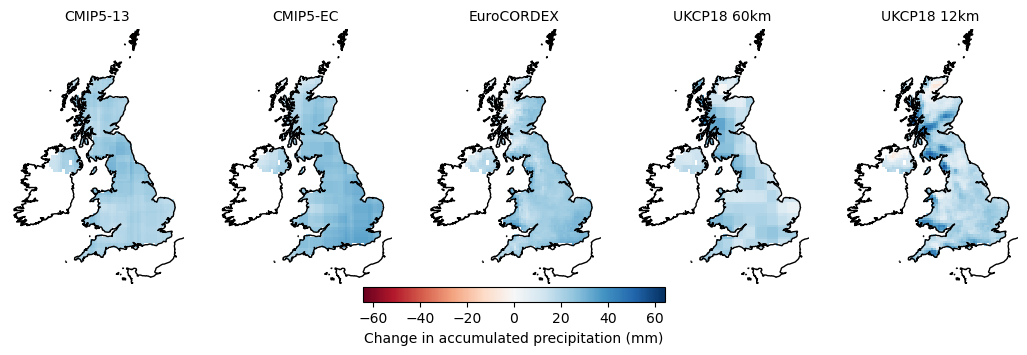 CMIP5-13 CMIP5-EC EuroCORDEX UKCP18 60km UKCP18 12km
−60 −40 −20 0 20 40 60
Change in accumulated precipitation (mm)